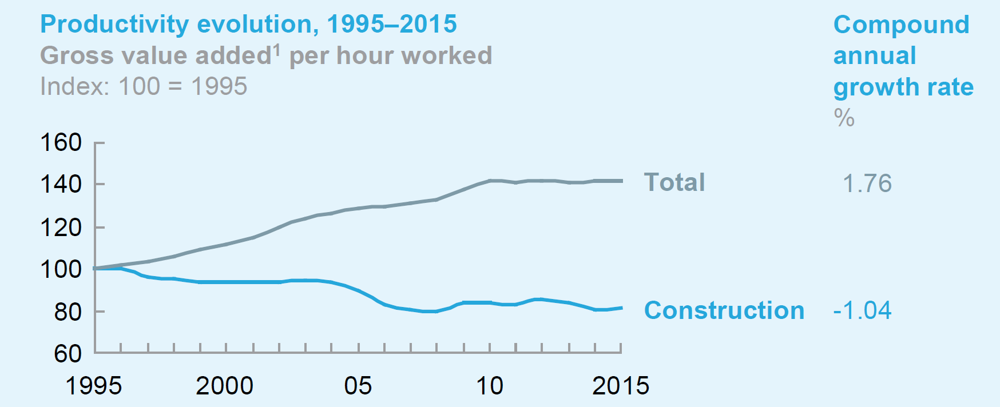 Productivity evolution, 1995–2015
Gross value added¹ per hour worked
Index: 100 = 1995
Compound
annual
growth rate
%
160
140
120
100
80
60
Total 1.76
Construction -1.04
1995 2000 05 10 2015